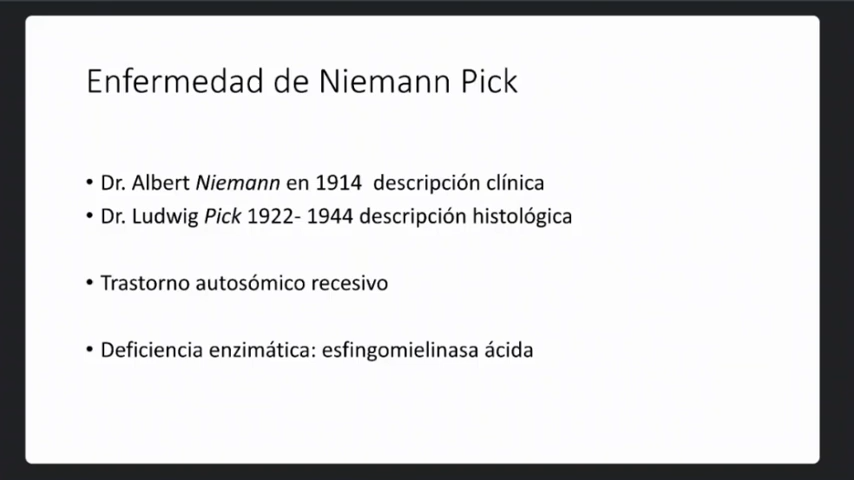 Enfermedad de Niemann Pick
• Dr. Albert Niemann en 1914  descripción clínica
• Dr. Ludwig Pick 1922- 1944 descripción histológica
• Trastorno autosómico recesivo
• Deficiencia enzimática: esfingomielinasa ácida